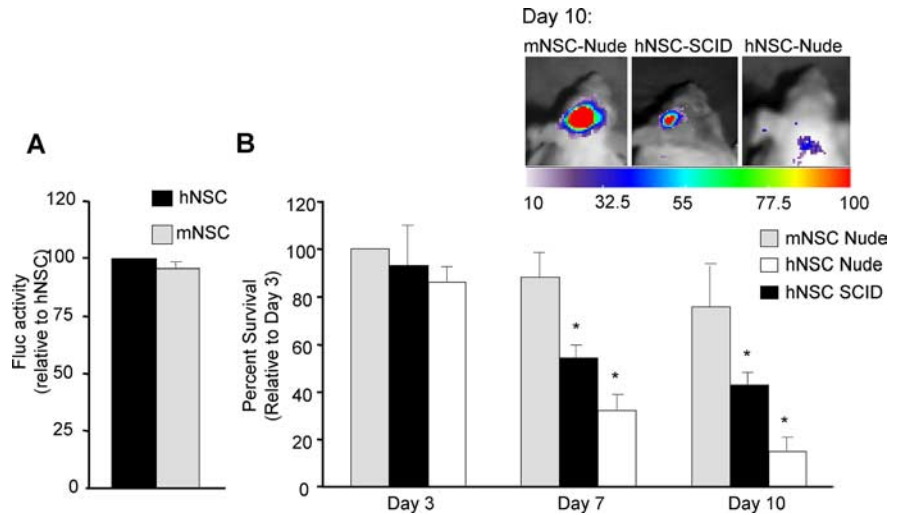 Day 10:
mNSC-Nude hNSC-SCID hNSC-Nude
10 32.5 55 77.5 100
A
hNSC
mNSC
Fluc activity
(relative to hNSC)
120
100
75
50
25
0
B
Percent Survival
(Relative to Day 3)
120
100
80
60
40
20
0
mNSC Nude
hNSC Nude
hNSC SCID
* *
* *
Day 3 Day 7 Day 10